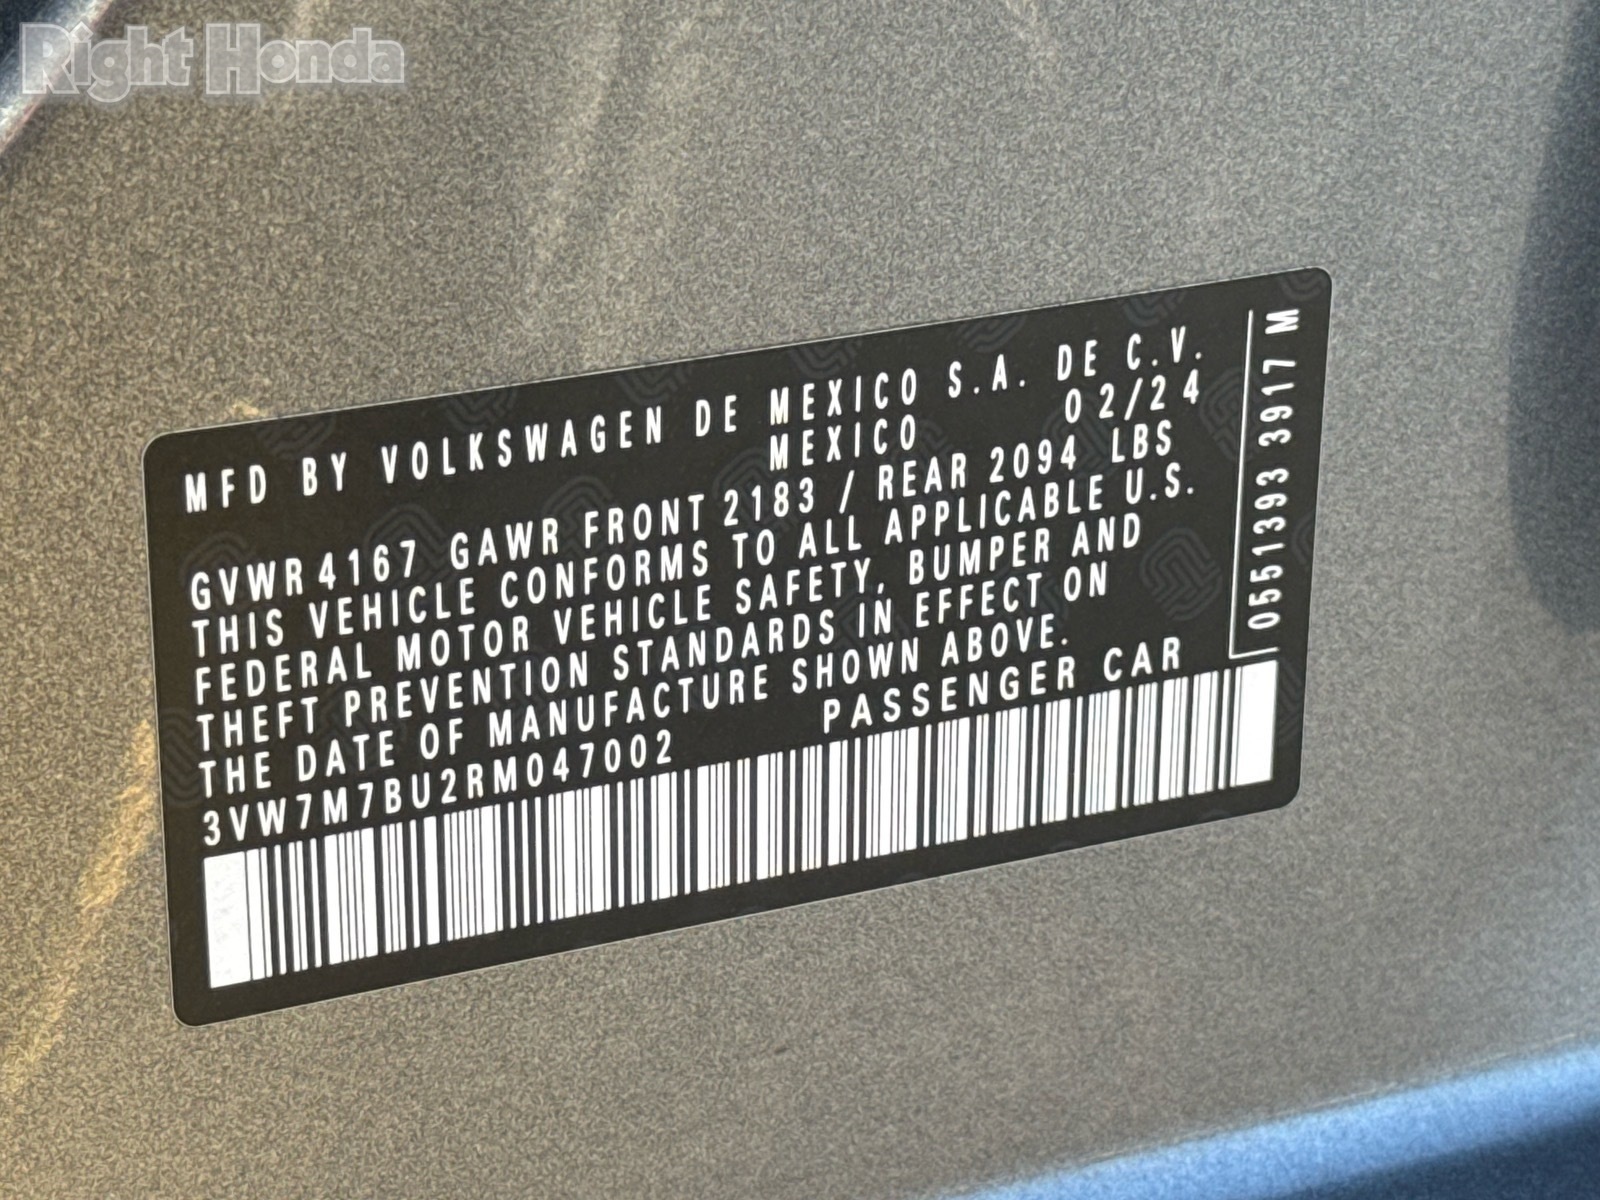 Right Honda
MFD BY VOLKSWAGEN DE MEXICO S.A. DE C.V.
MEXICO 02/24
GVWR 4167 GAWR FRONT 2183 / REAR 2094 LBS
THIS VEHICLE CONFORMS TO ALL APPLICABLE U.S.
FEDERAL MOTOR VEHICLE SAFETY, BUMPER AND
THEFT PREVENTION STANDARDS IN EFFECT ON
THE DATE OF MANUFACTURE SHOWN ABOVE.
3VW7M7BU2RM047002 PASSENGER CAR
0551393 3917 M